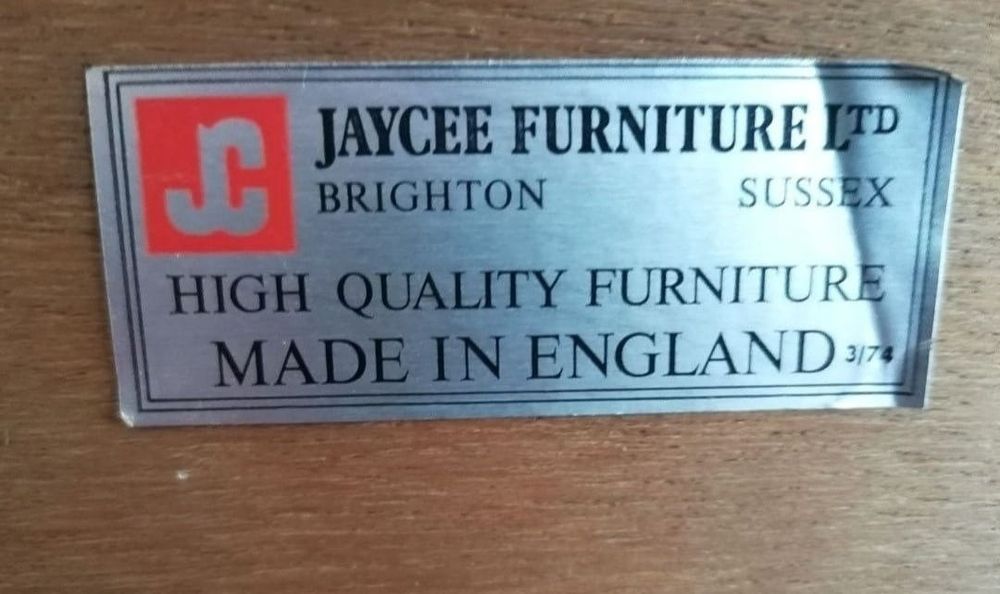 JC
JAYCEE FURNITURE LTD
BRIGHTON SUSSEX
HIGH QUALITY FURNITURE
MADE IN ENGLAND 3/74